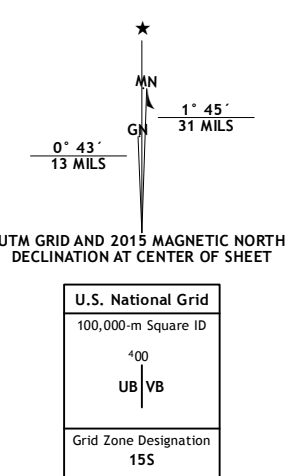 MN
GN
1° 45´
31 MILS
0° 43´
13 MILS
UTM GRID AND 2015 MAGNETIC NORTH
DECLINATION AT CENTER OF SHEET
U.S. National Grid
100,000-m Square ID
⁴00
UB VB
Grid Zone Designation
15S